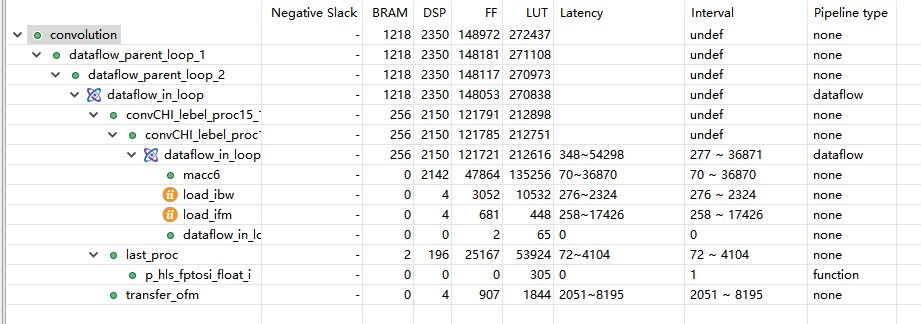 Negative Slack BRAM DSP FF LUT Latency Interval Pipeline type
convolution - 1218 2350 148972 272437 undef none
dataflow_parent_loop_1 - 1218 2350 148181 271108 undef none
dataflow_parent_loop_2 - 1218 2350 148117 270973 undef none
dataflow_in_loop - 1218 2350 148053 270838 undef dataflow
convCHI_lebel_proc15_ - 256 2150 121791 212898 undef none
convCHI_lebel_proc - 256 2150 121785 212751 undef none
dataflow_in_loop - 256 2150 121721 212616 348~54298 277 ~ 36871 dataflow
macc6 - 0 2142 47864 135256 70~36870 70 ~ 36870 none
load_ibw - 0 4 3052 10532 276~2324 276 ~ 2324 none
load_ifm - 0 4 681 448 258~17426 258 ~ 17426 none
dataflow_in_lo - 0 0 2 65 0 0 none
last_proc - 2 196 25167 53924 72~4104 72 ~ 4104 none
p_hls_fptosi_float_i - 0 0 0 305 0 1 function
transfer_ofm - 0 4 907 1844 2051~8195 2051 ~ 8195 none